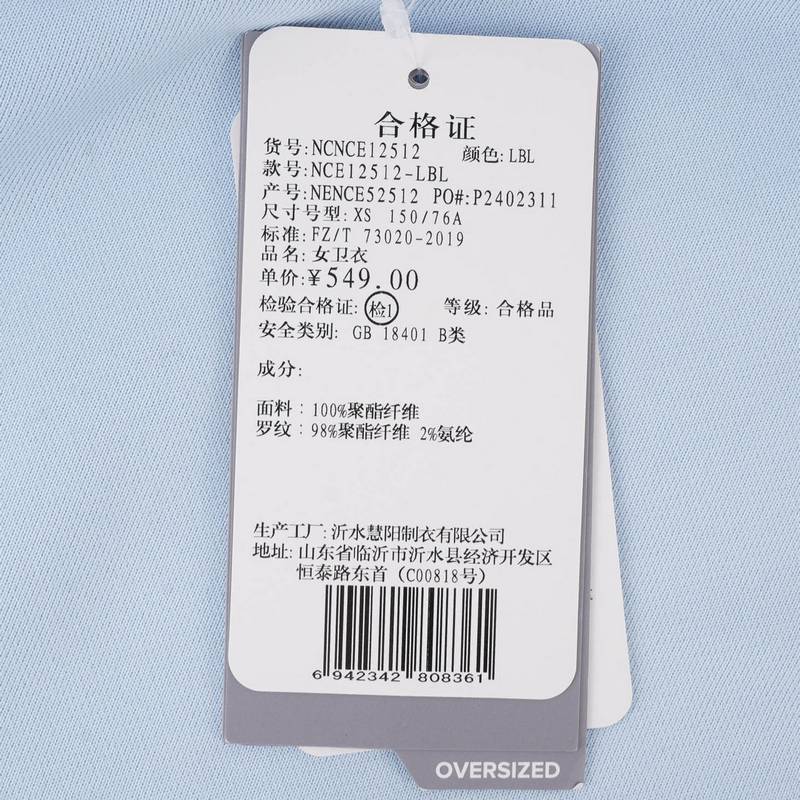 合格证
货号:NCNCE12512 颜色:LBL
款号:NCE12512-LBL
产号:NENCE52512 PO#:P2402311
尺寸号型:XS 150/76A
标准:FZ/T 73020-2019
品名:女卫衣
单价:¥549.00
检验合格证:检1 等级:合格品
安全类别: GB 18401 B类
成分:
面料:100%聚酯纤维
罗纹:98%聚酯纤维 2%氨纶
生产工厂:沂水慧阳制衣有限公司
地址:山东省临沂市沂水县经济开发区
恒泰路东首(C00818号)
6 942342 808361
OVERSIZED